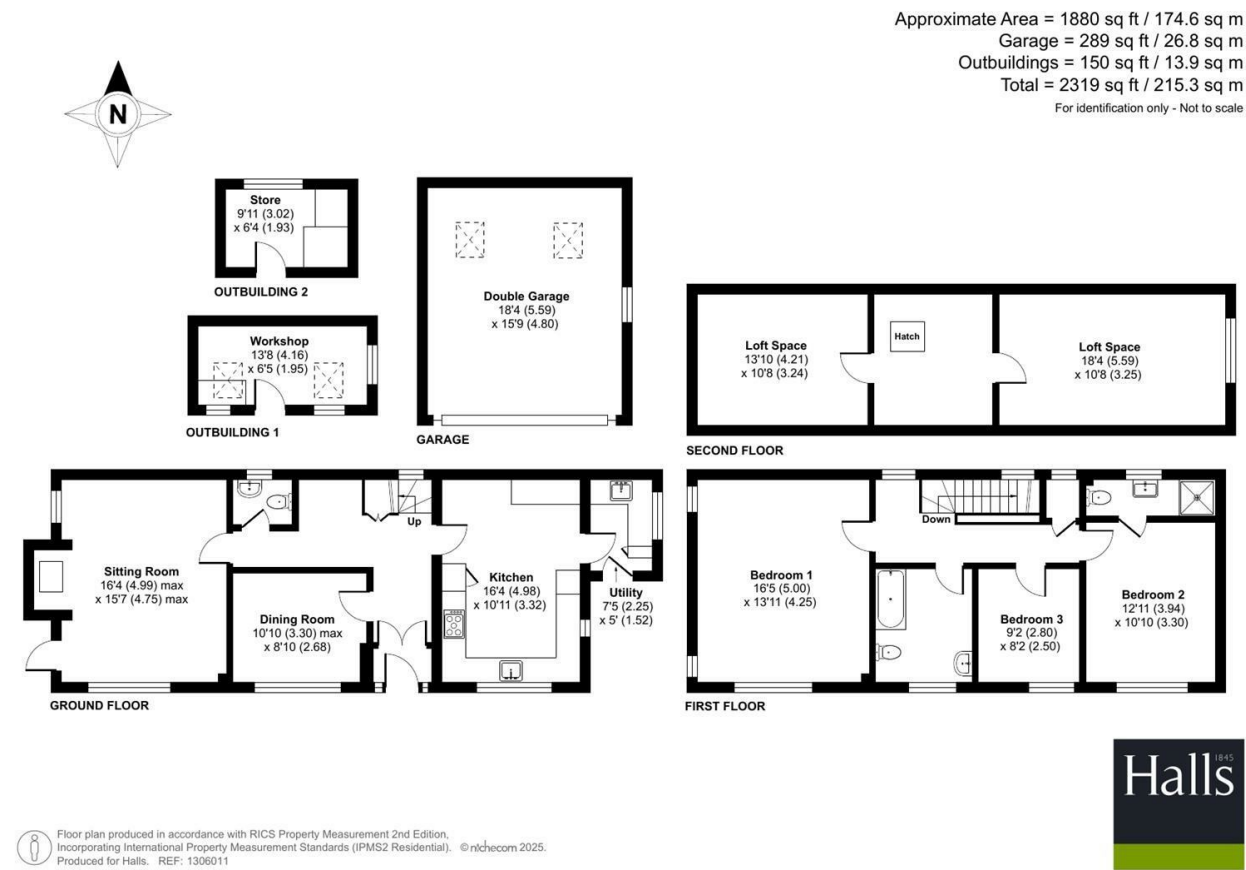 Approximate Area = 1880 sq ft / 174.6 sq m
Garage = 289 sq ft / 26.8 sq m
Outbuildings = 150 sq ft / 13.9 sq m
Total = 2319 sq ft / 215.3 sq m
For identification only - Not to scale
N
Store
9'11 (3.02)
x 6'4 (1.93)
OUTBUILDING 2
Workshop
13'8 (4.16)
x 6'5 (1.95)
OUTBUILDING 1
Double Garage
18'4 (5.59)
x 15'9 (4.80)
GARAGE
Loft Space
13'10 (4.21)
x 10'8 (3.24)
Hatch
Loft Space
18'4 (5.59)
x 10'8 (3.25)
SECOND FLOOR
Sitting Room
16'4 (4.99) max
x 15'7 (4.75) max
Dining Room
10'10 (3.30) max
x 8'10 (2.68)
Up
Kitchen
16'4 (4.98)
x 10'11 (3.32)
Utility
7'5 (2.25)
x 5' (1.52)
GROUND FLOOR
Down
Bedroom 1
16'5 (5.00)
x 13'11 (4.25)
Bedroom 3
9'2 (2.80)
x 8'2 (2.50)
Bedroom 2
12'11 (3.94)
x 10'10 (3.30)
FIRST FLOOR
Halls
1845
Floor plan produced in accordance with RICS Property Measurement 2nd Edition,
Incorporating International Property Measurement Standards (IPMS2 Residential). © nichecom 2025.
Produced for Halls. REF: 1306011